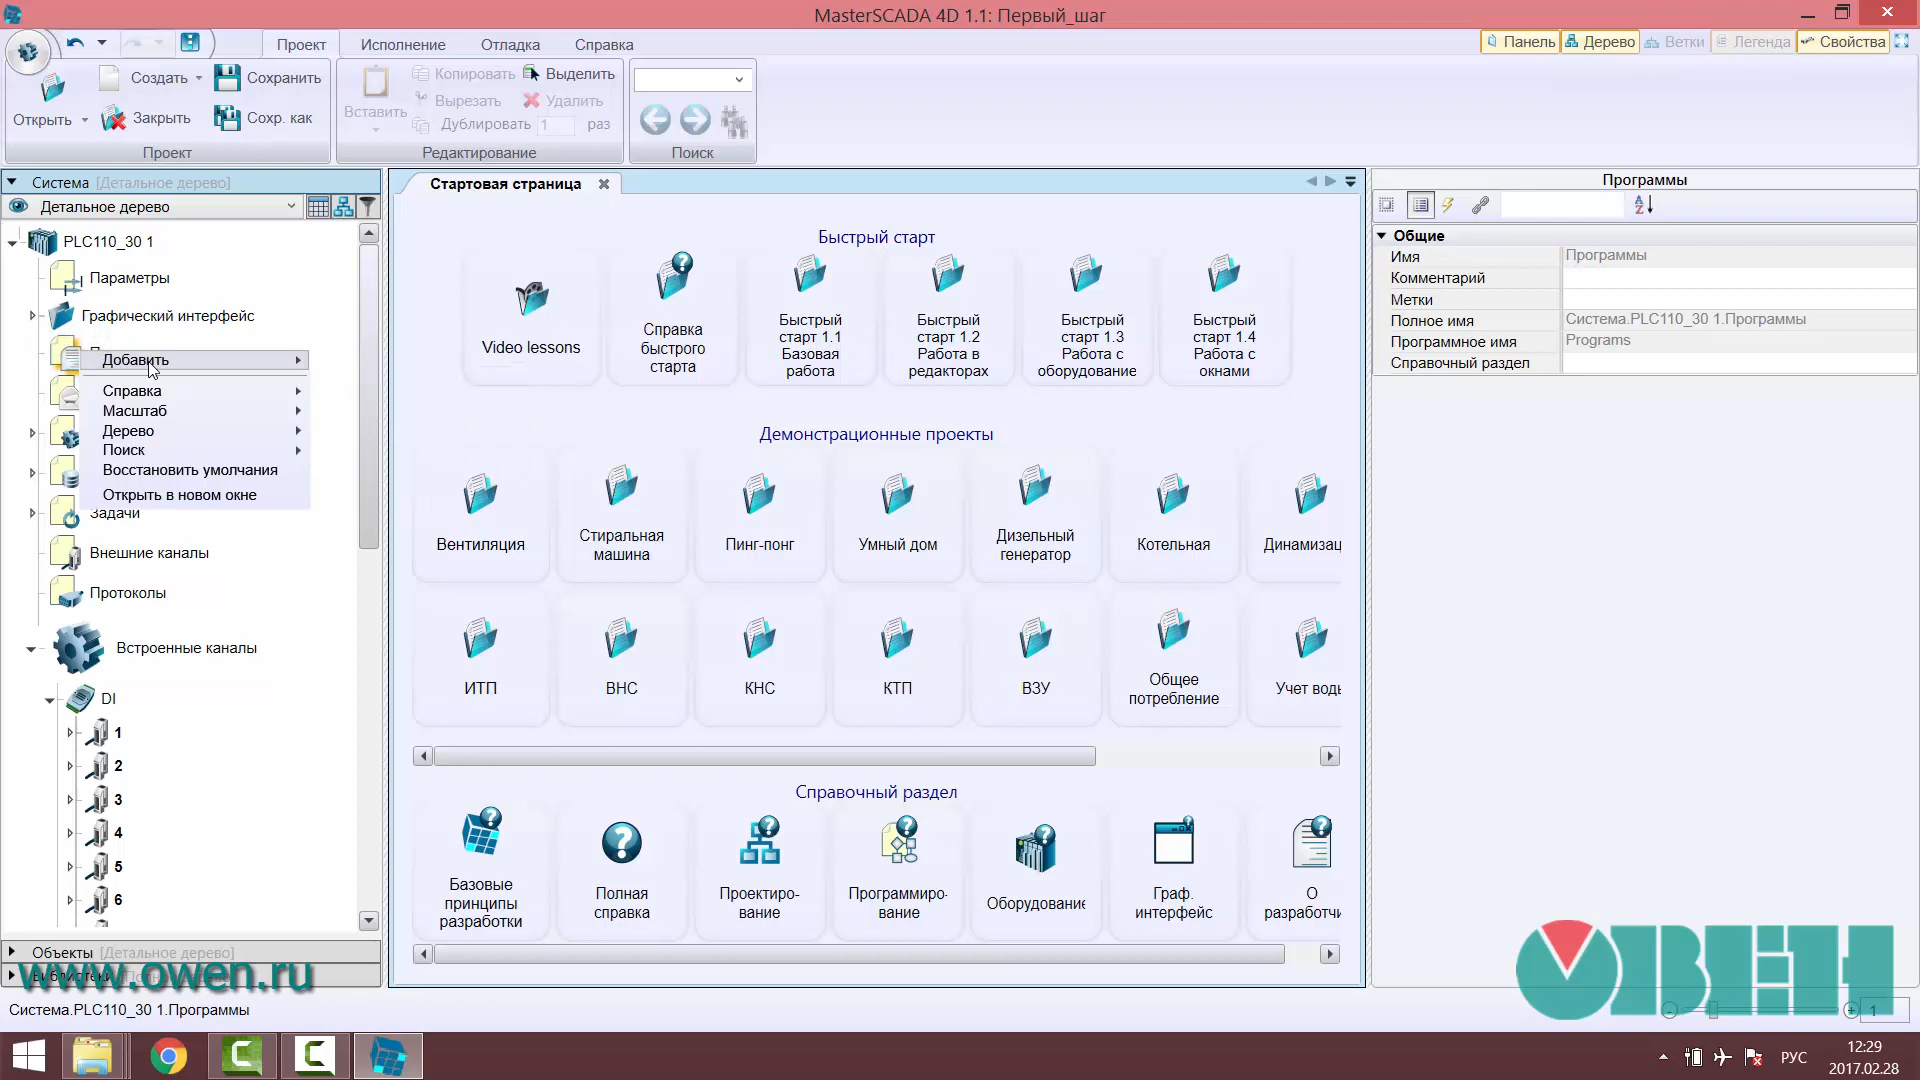 MasterSCADA 4D 1.1: Первый_шаг
Проект
Исполнение
Отладка
Справка
Панель
Дерево
Ветки
Легенда
Свойства
Открыть
Создать
Сохранить
Закрыть
Сохр. как
Проект
Вставить
Копировать
Выделить
Вырезать
Удалить
Дублировать 1 раз
Редактирование
Поиск
Система [Детальное дерево]
Детальное дерево
PLC110_30 1
Параметры
Графический интерфейс
Добавить
Справка
Масштаб
Дерево
Поиск
Восстановить умолчания
Открыть в новом окне
Задачи
Внешние каналы
Протоколы
Встроенные каналы
DI
1
2
3
4
5
6
Объекты [Детальное дерево]
www.owen.ru
Система.PLC110_30 1.Программы
Стартовая страница
Быстрый старт
Video lessons
Справка
быстрого
старта
Быстрый
старт 1.1
Базовая
работа
Быстрый
старт 1.2
Работа в
редакторах
Быстрый
старт 1.3
Работа с
оборудование
Быстрый
старт 1.4
Работа с
окнами
Демонстрационные проекты
Вентиляция
Стиральная
машина
Пинг-понг
Умный дом
Дизельный
генератор
Котельная
Динамизац
ИТП
ВНС
КНС
КТП
ВЗУ
Общее
потребление
Учет воды
Справочный раздел
Базовые
принципы
разработки
Полная
справка
Проектиро-
вание
Программиро-
вание
Оборудование
Граф.
интерфейс
О
разработчи
Программы
Общие
Имя Программы
Комментарий
Метки
Полное имя Система.PLC110_30 1.Программы
Программное имя Programs
Справочный раздел
ОВЕН
1
РУС
12:29
2017.02.28